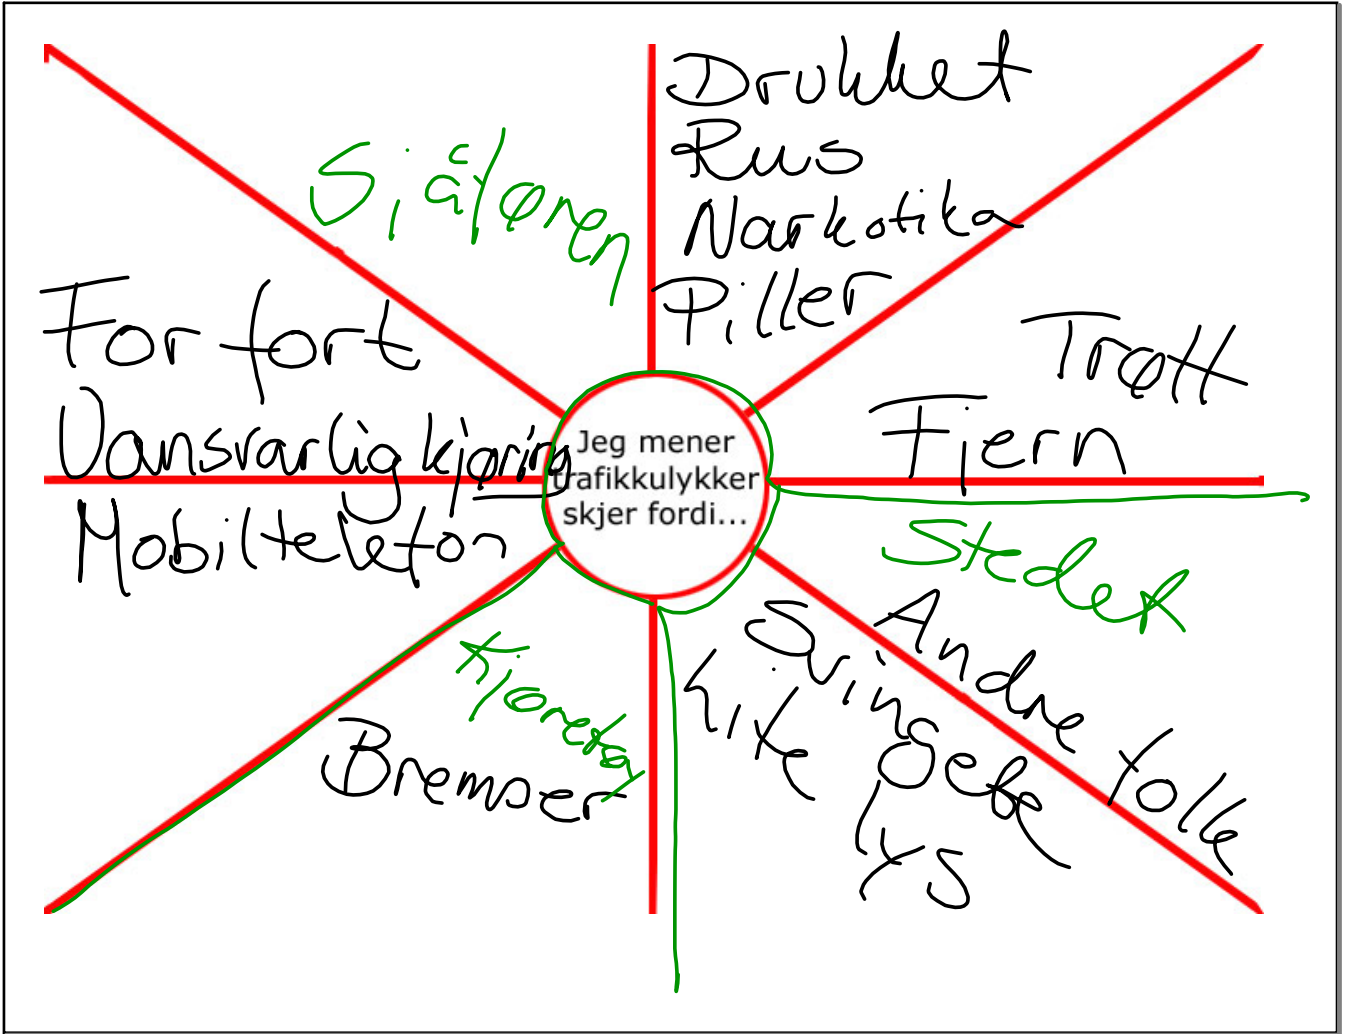 Drukket
Rus
Narkotika
Piller
Sjåføren
For fort
Uansvarlig kjøring
Mobiltelefon
Trøtt
Fjern
Jeg mener
trafikkulykker
skjer fordi...
Stedet
Andre folk
Svingete
Lite lys
Kjøretøy
Bremser